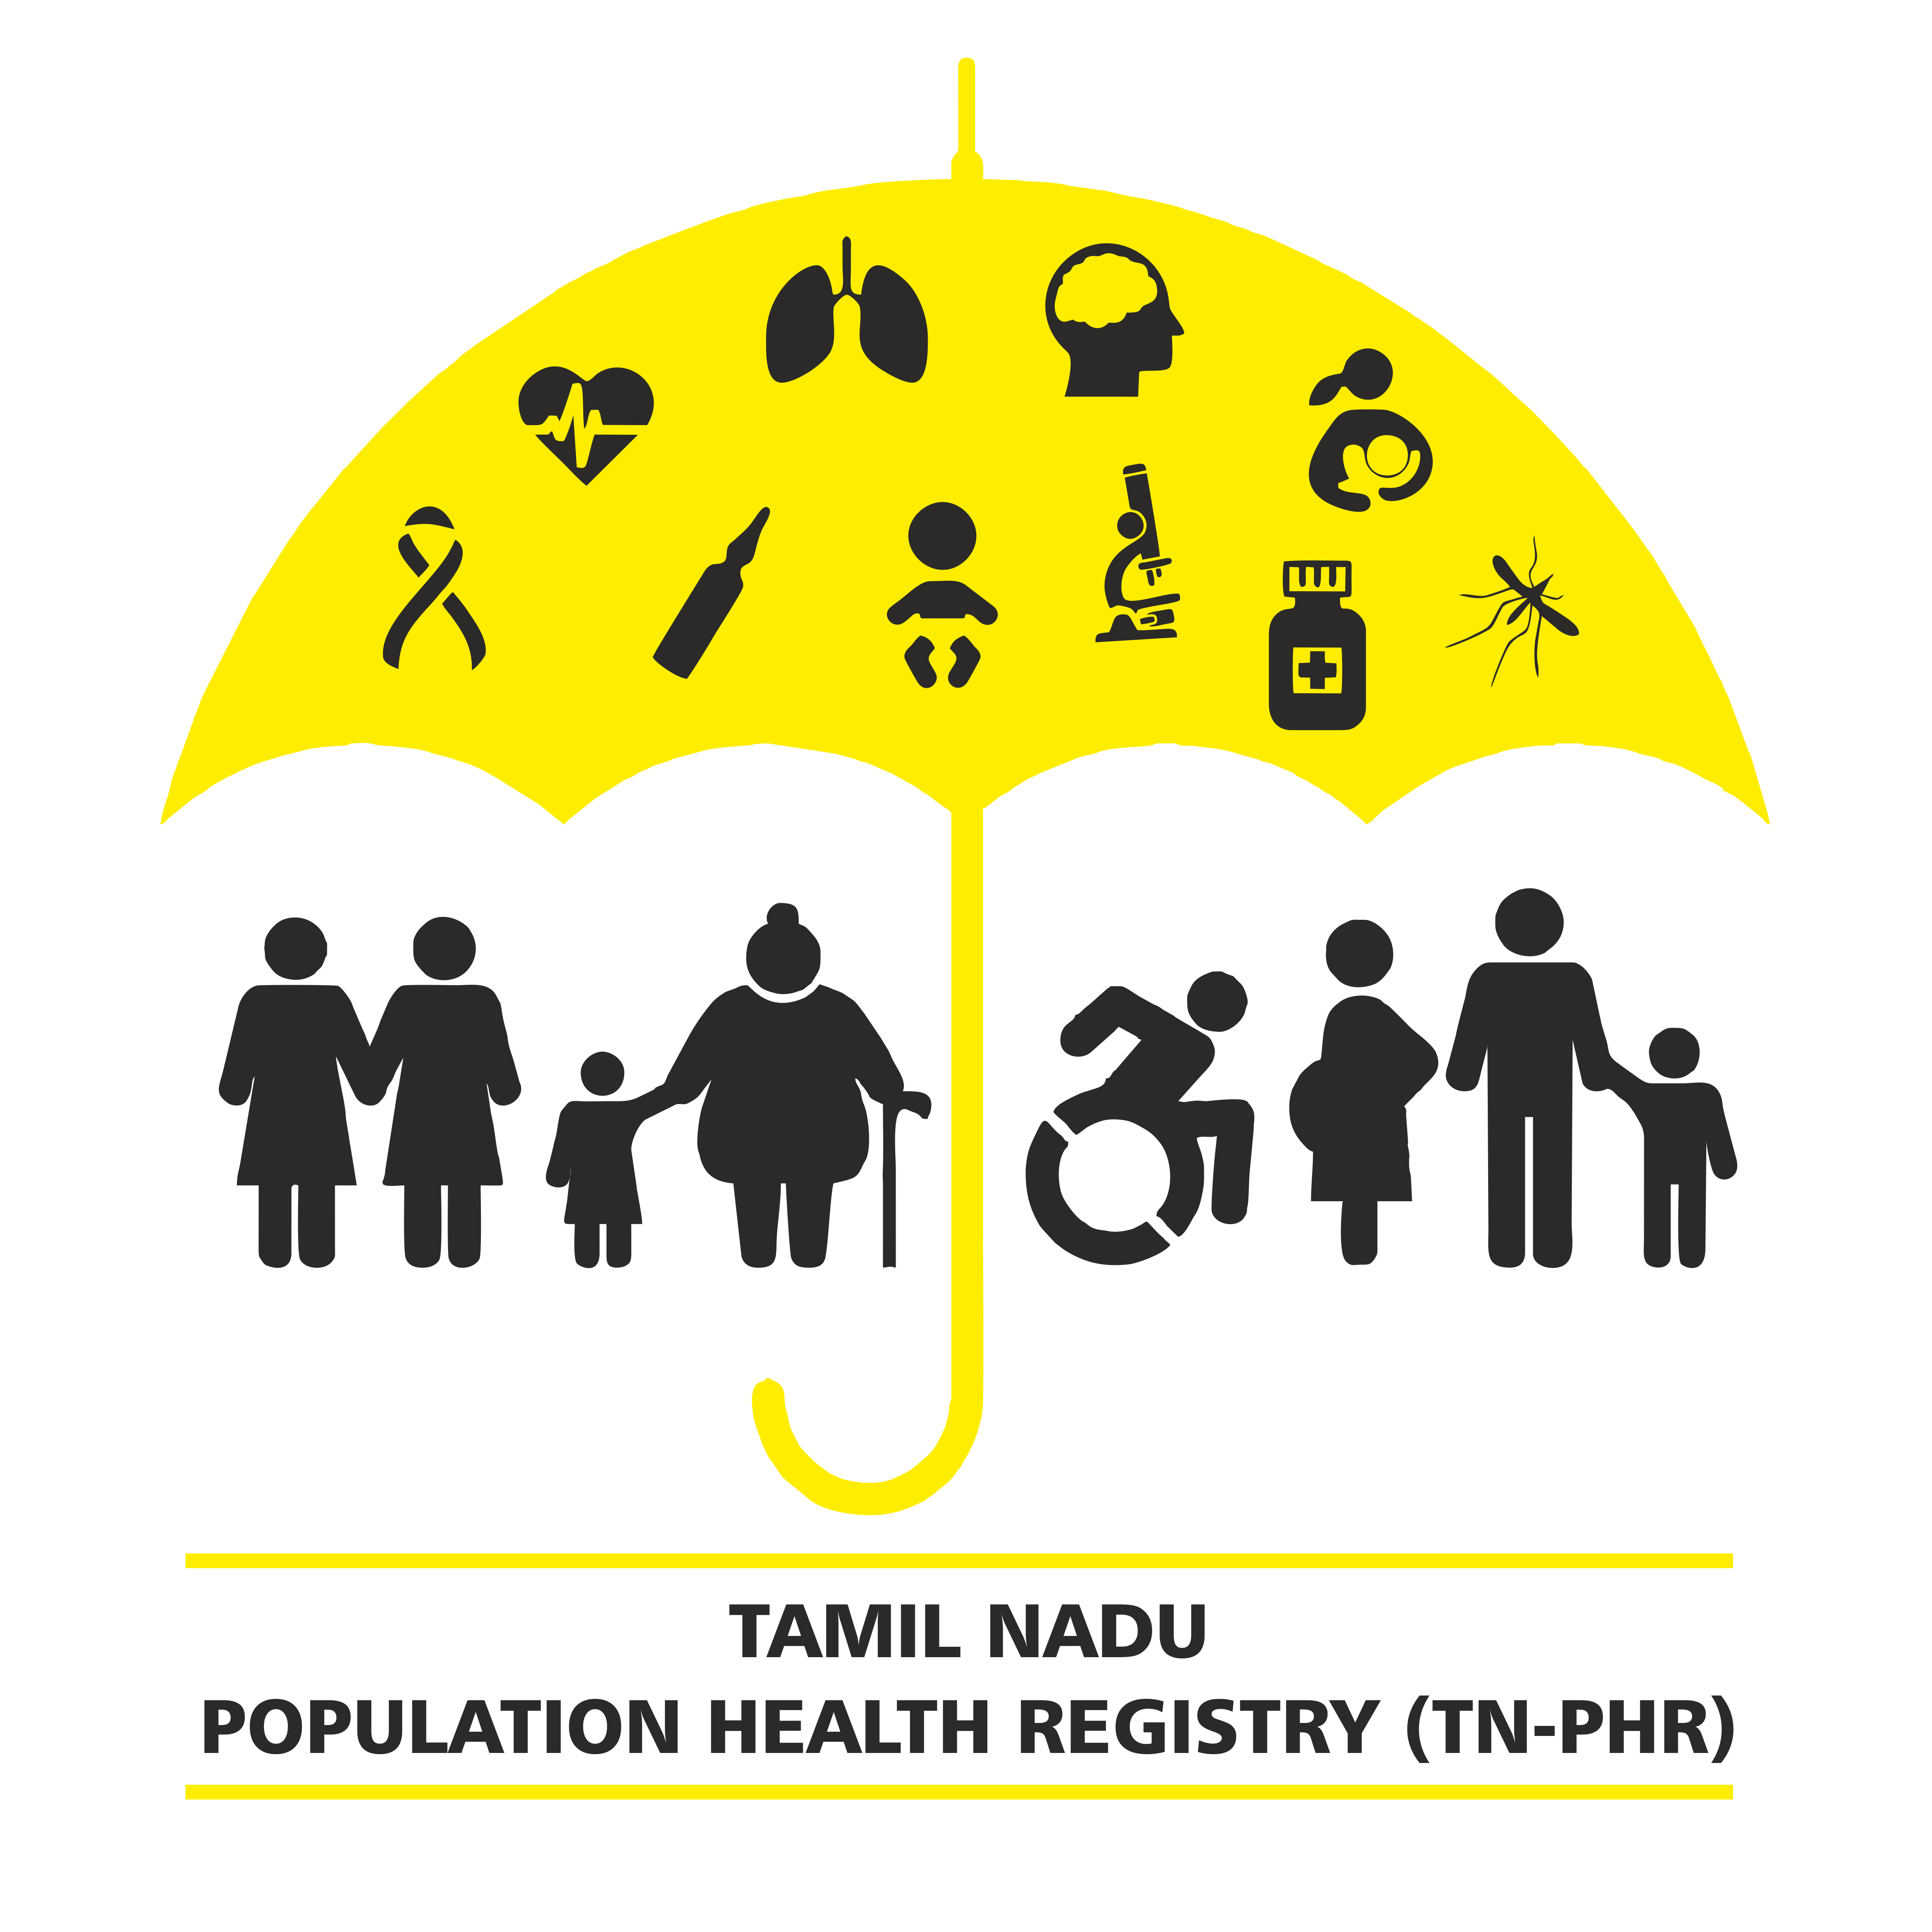 TAMIL NADU
POPULATION HEALTH REGISTRY (TN-PHR)